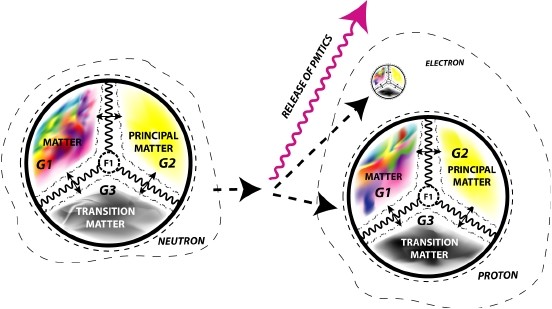 MATTER
G1
PRINCIPAL
MATTER
G2
F1
G3
TRANSITION
MATTER
NEUTRON
RELEASE OF PMTICS
ELECTRON
MATTER
G1
G2
PRINCIPAL
MATTER
F1
G3
TRANSITION
MATTER
PROTON